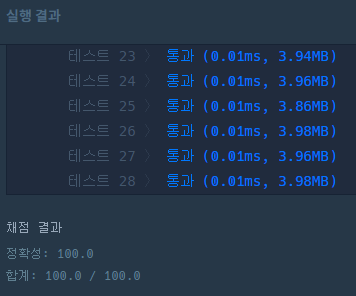 실행 결과
테스트 23 〉 통과 (0.01ms, 3.94MB)
테스트 24 〉 통과 (0.01ms, 3.96MB)
테스트 25 〉 통과 (0.01ms, 3.86MB)
테스트 26 〉 통과 (0.01ms, 3.98MB)
테스트 27 〉 통과 (0.01ms, 3.96MB)
테스트 28 〉 통과 (0.01ms, 3.98MB)
채점 결과
정확성: 100.0
합계: 100.0 / 100.0